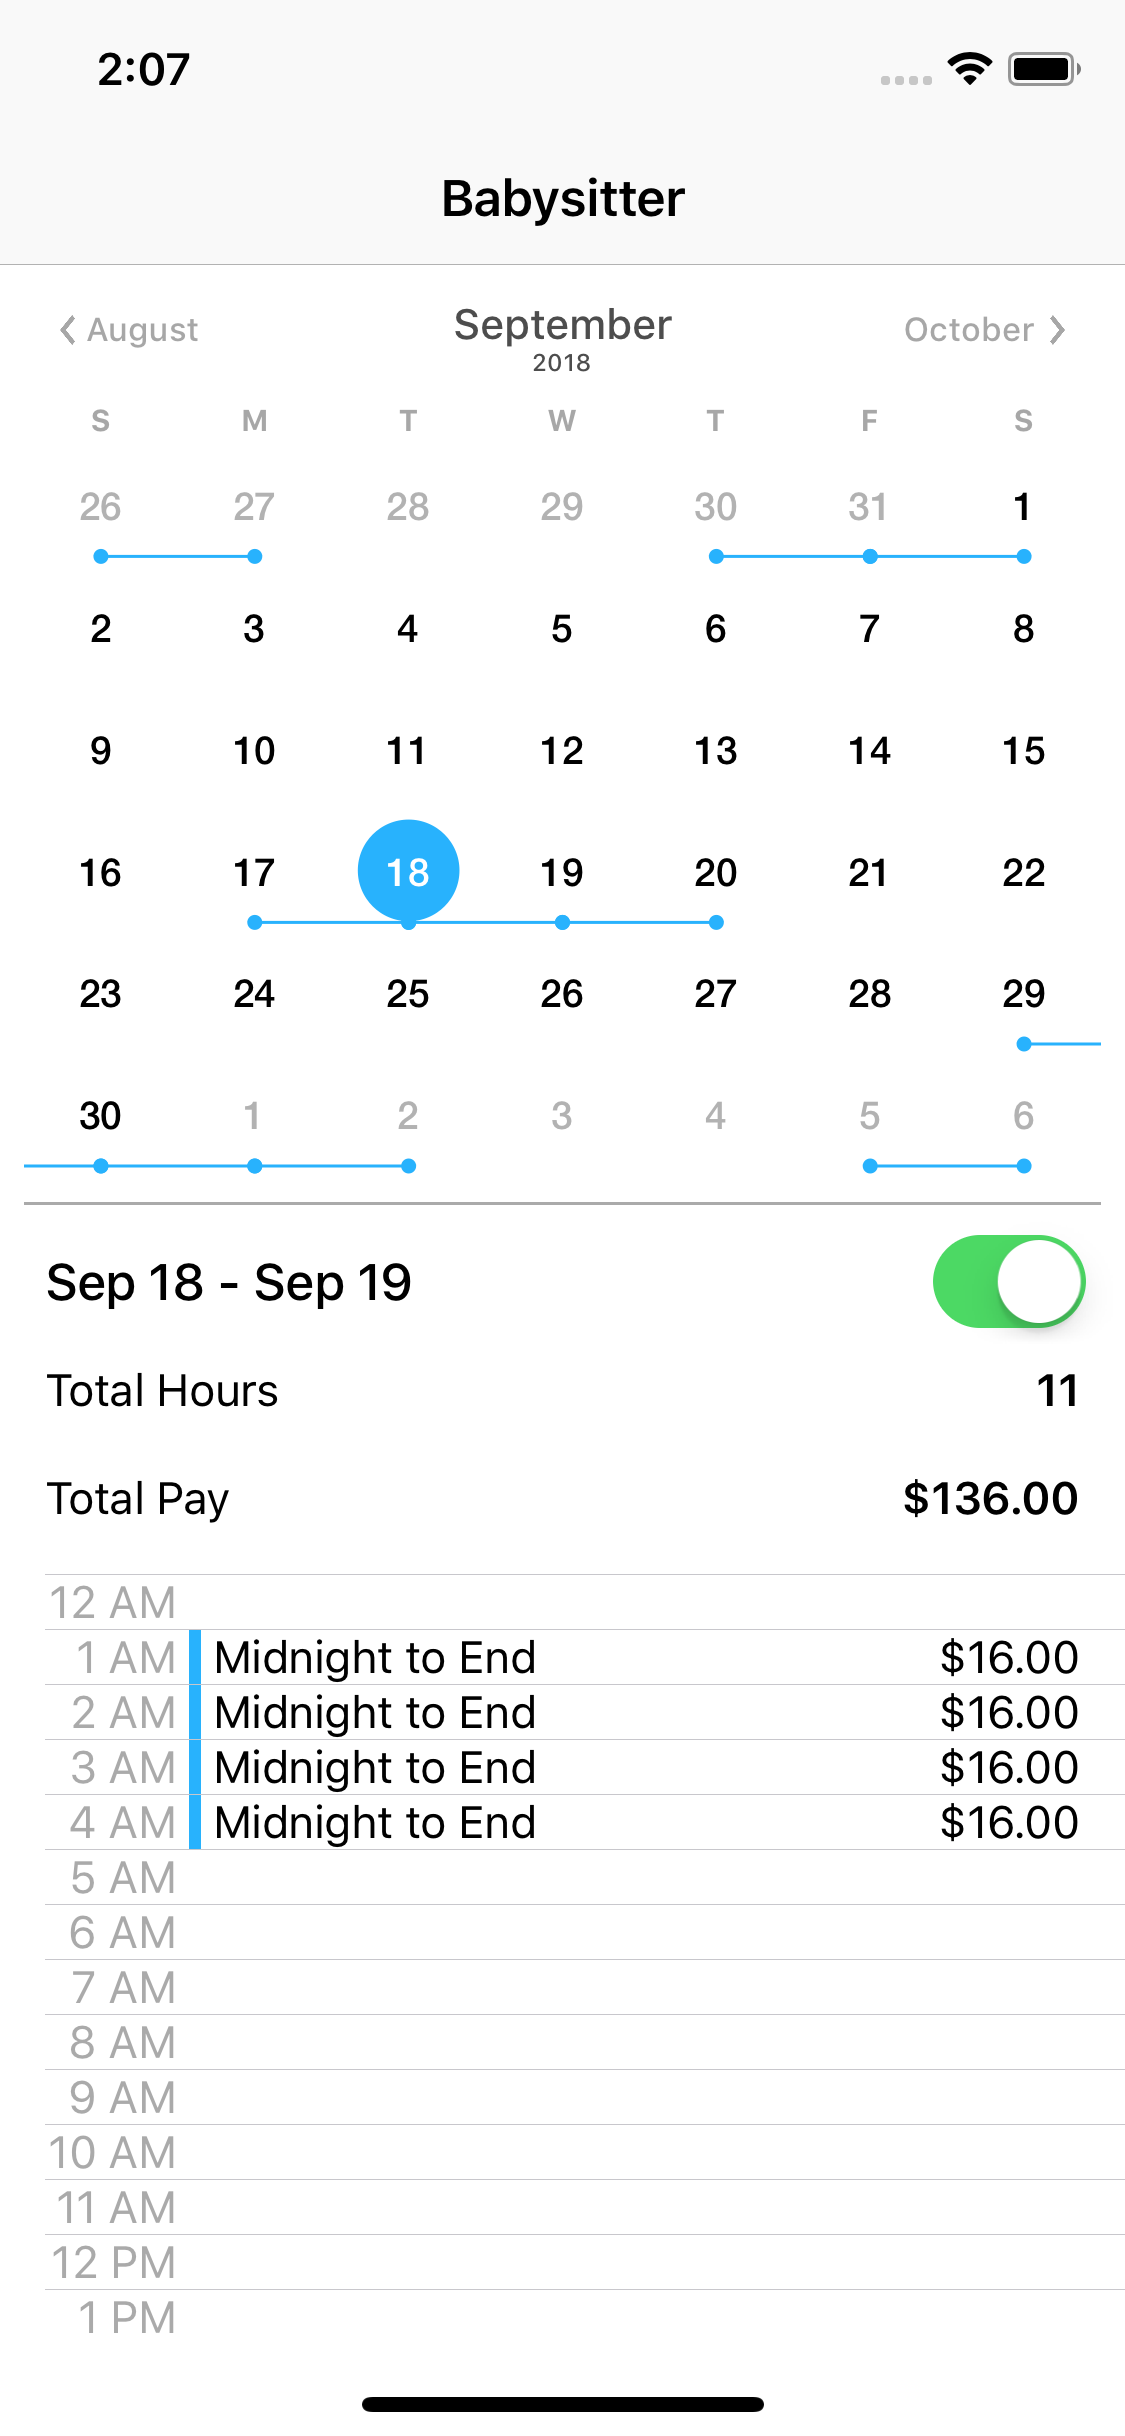 2:07
Babysitter
August September October
2018
S M T W T F S
26 27 28 29 30 31 1
2 3 4 5 6 7 8
9 10 11 12 13 14 15
16 17 18 19 20 21 22
23 24 25 26 27 28 29
30 1 2 3 4 5 6
Sep 18 - Sep 19
Total Hours 11
Total Pay $136.00
12 AM
1 AM Midnight to End $16.00
2 AM Midnight to End $16.00
3 AM Midnight to End $16.00
4 AM Midnight to End $16.00
5 AM
6 AM
7 AM
8 AM
9 AM
10 AM
11 AM
12 PM
1 PM